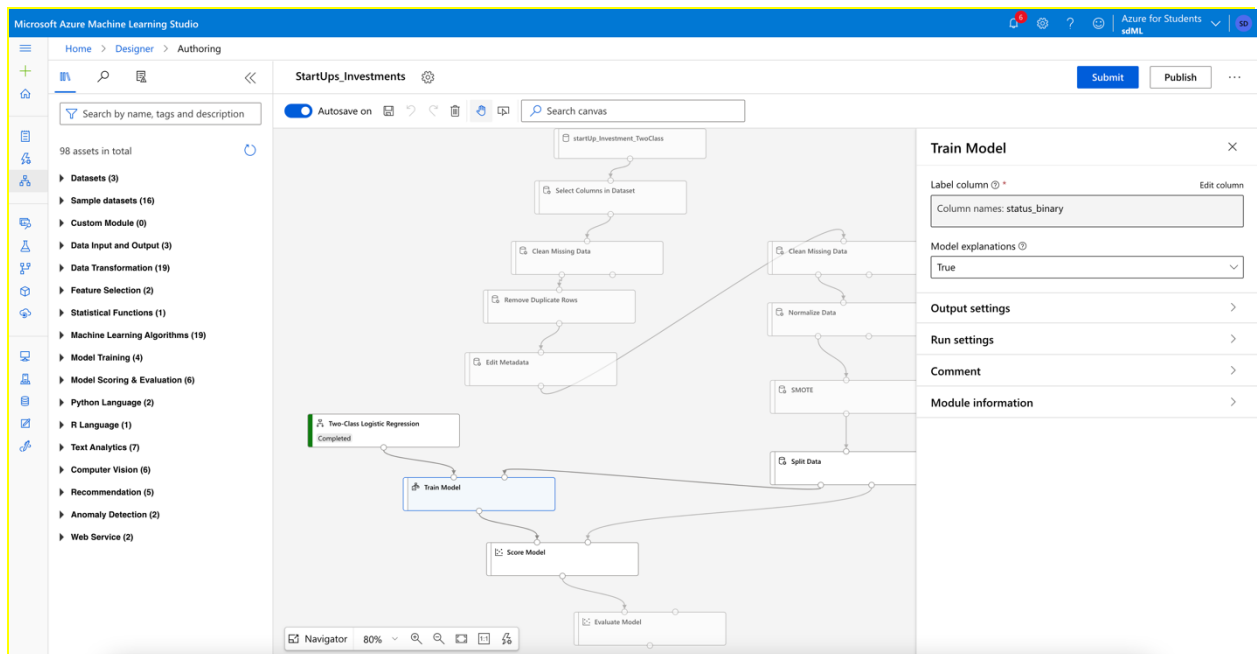 Microsoft Azure Machine Learning Studio
6
Azure for Students
sdML
SD
Home > Designer > Authoring
StartUps_Investments
Submit
Publish
Search by name, tags and description
98 assets in total
Datasets (3)
Sample datasets (16)
Custom Module (0)
Data Input and Output (3)
Data Transformation (19)
Feature Selection (2)
Statistical Functions (1)
Machine Learning Algorithms (19)
Model Training (4)
Model Scoring & Evaluation (6)
Python Language (2)
R Language (1)
Text Analytics (7)
Computer Vision (6)
Recommendation (5)
Anomaly Detection (2)
Web Service (2)
Autosave on
Search canvas
startUp_Investment_TwoClass
Select Columns in Dataset
Clean Missing Data
Clean Missing Data
Remove Duplicate Rows
Normalize Data
Edit Metadata
SMOTE
Two-Class Logistic Regression
Completed
Split Data
Train Model
Score Model
Evaluate Model
Navigator
80%
1:1
Train Model
Label column *
Edit column
Column names: status_binary
Model explanations
True
Output settings
Run settings
Comment
Module information